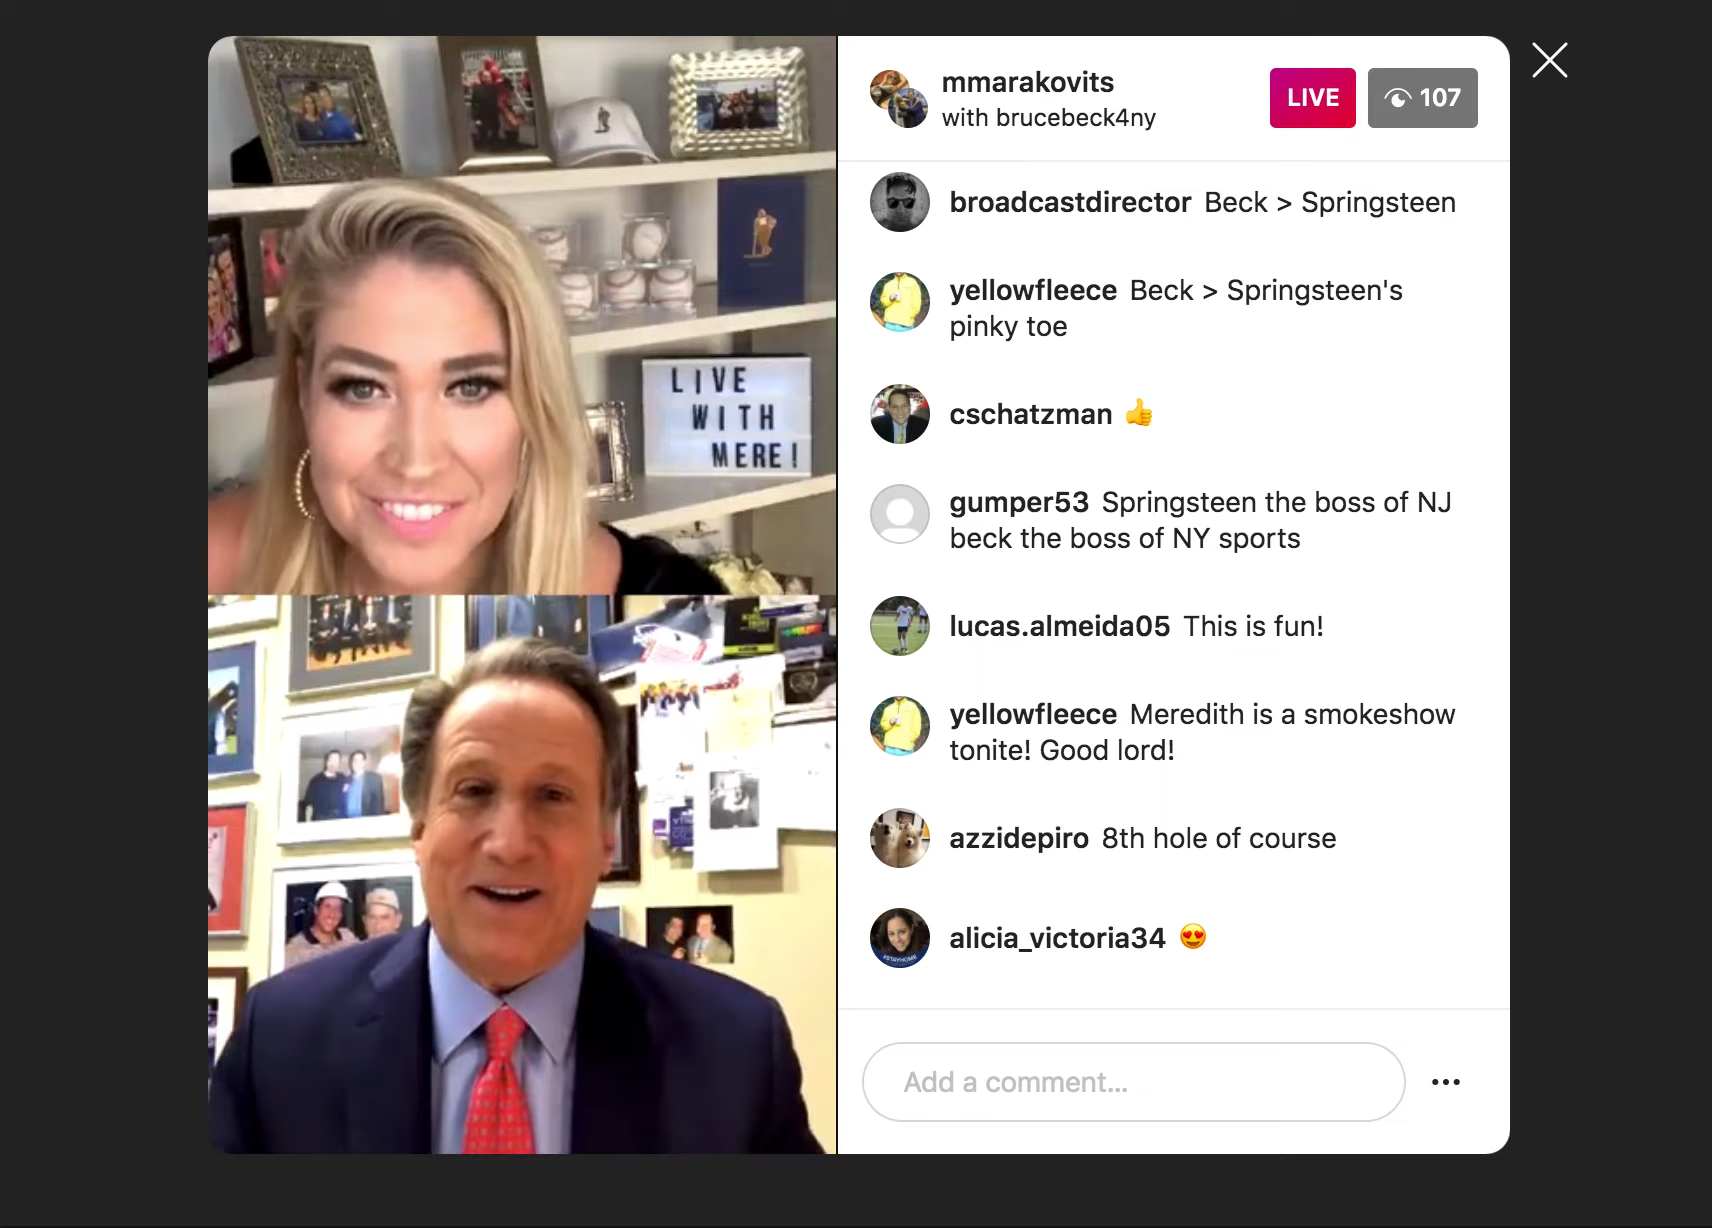 mmarakovits
with brucebeck4ny
LIVE
107
broadcastdirector Beck > Springsteen
yellowfleece Beck > Springsteen's
pinky toe
cschatzman 👍
gumper53 Springsteen the boss of NJ
beck the boss of NY sports
lucas.almeida05 This is fun!
yellowfleece Meredith is a smokeshow
tonite! Good lord!
azzidepiro 8th hole of course
alicia_victoria34 😍
#STAYHOME
Add a comment...
LIVE
WITH
MERE!